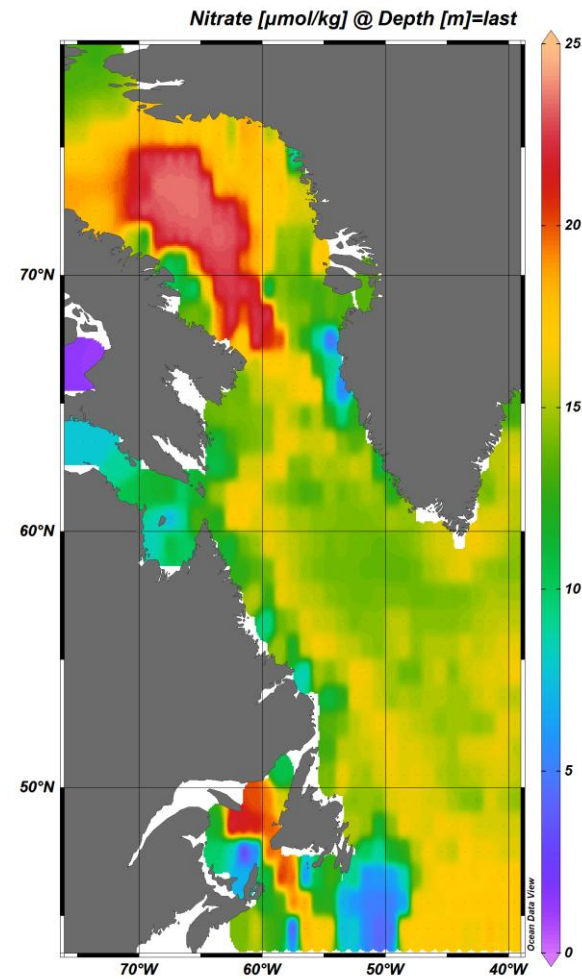 Nitrate [µmol/kg] @ Depth [m]=last
25
20
15
10
5
0
70°N
60°N
50°N
70°W
60°W
50°W
40°W
Ocean Data View